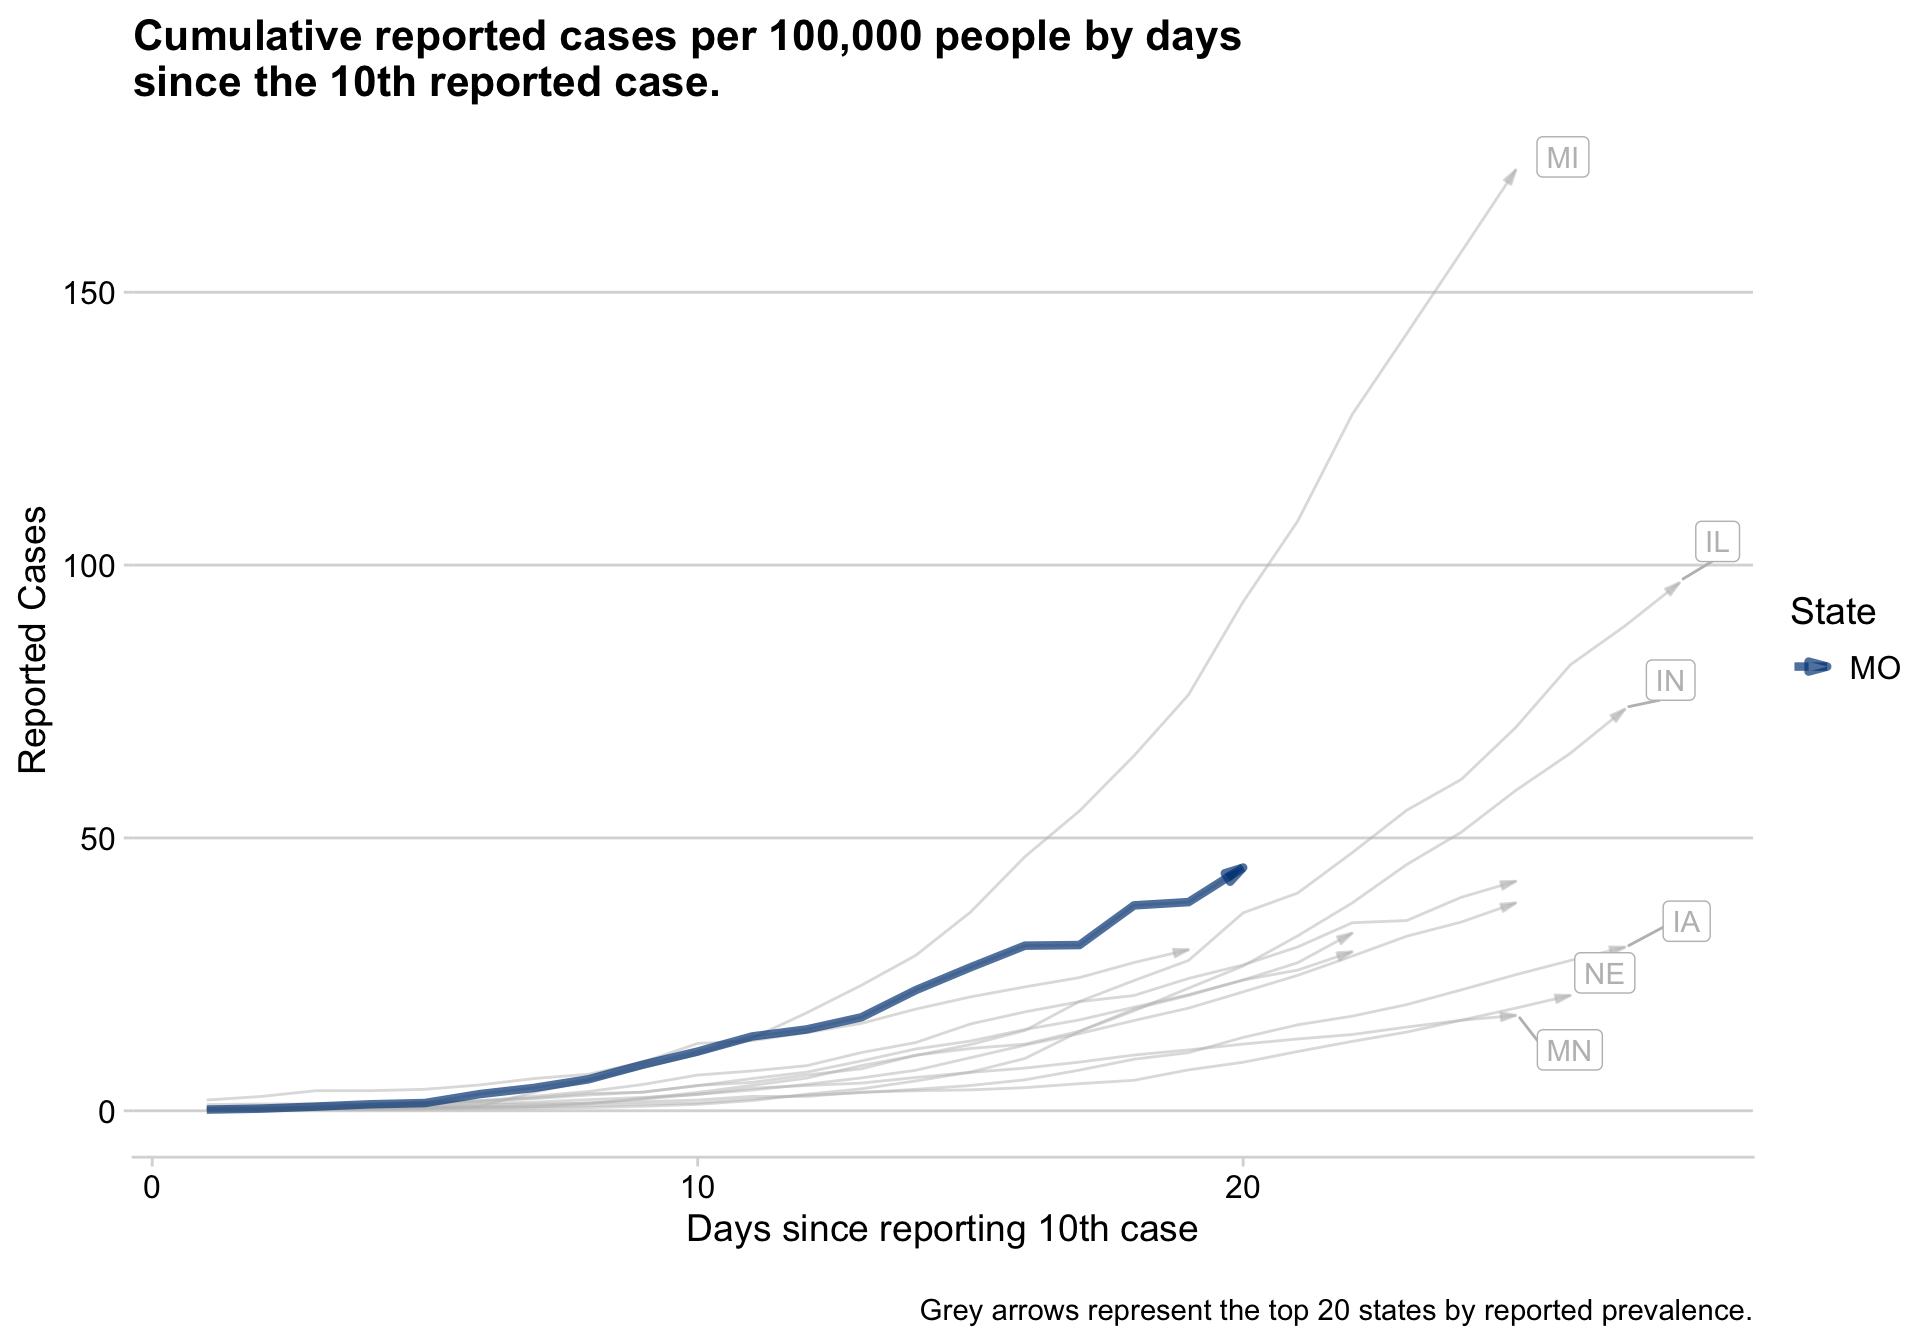 Cumulative reported cases per 100,000 people by days
since the 10th reported case.
MI
150
IL
100
Reported Cases
State
MO
IN
50
IA
NE
MN
0
0 10 20
Days since reporting 10th case
Grey arrows represent the top 20 states by reported prevalence.